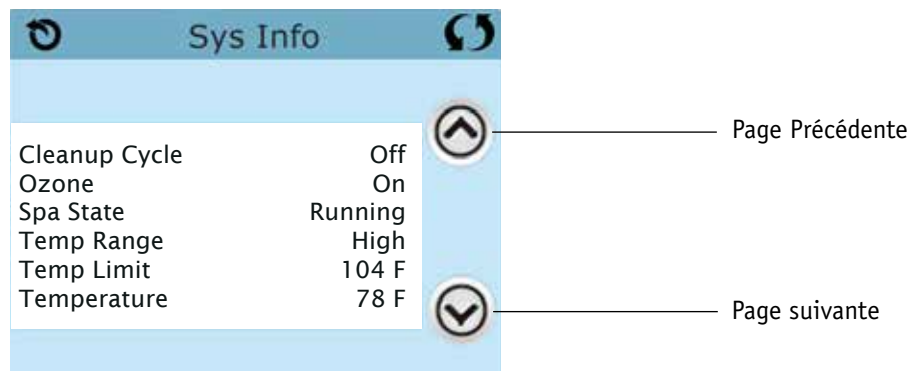 Sys Info
Page Précédente
Cleanup Cycle Off
Ozone On
Spa State Running
Temp Range High
Temp Limit 104 F
Temperature 78 F
Page suivante